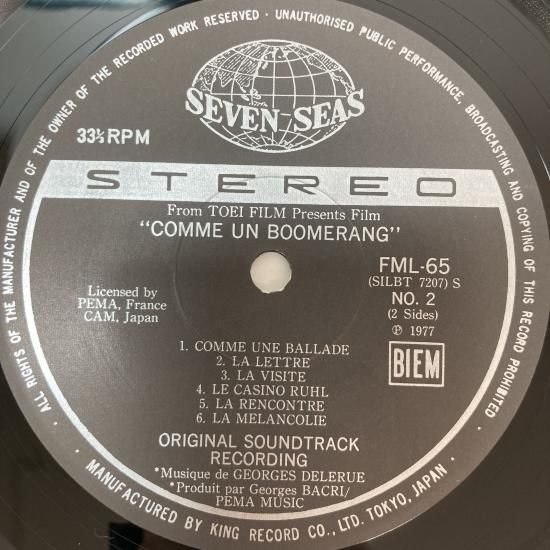 ALL RIGHTS OF THE MANUFACTURER AND OF THE OWNER OF THE RECORDED WORK RESERVED · UNAUTHORISED PUBLIC PERFORMANCE, BROADCASTING AND COPYING OF THIS RECORD PROHIBITED
SEVEN SEAS
33⅓ RPM
STEREO
From TOEI FILM Presents Film
"COMME UN BOOMERANG"
FML-65
(SILBT 7207) S
NO. 2
(2 Sides)
Ⓟ 1977
Licensed by
PEMA, France
CAM, Japan
BIEM
1. COMME UNE BALLADE
2. LA LETTRE
3. LA VISITE
4. LE CASINO RUHL
5. LA RENCONTRE
6. LA MELANCOLIE
ORIGINAL SOUNDTRACK
RECORDING
*Musique de GEORGES DELERUE
*Produit par Georges BACRI/
PEMA MUSIC
· MANUFACTURED BY KING RECORD CO., LTD. TOKYO, JAPAN ·